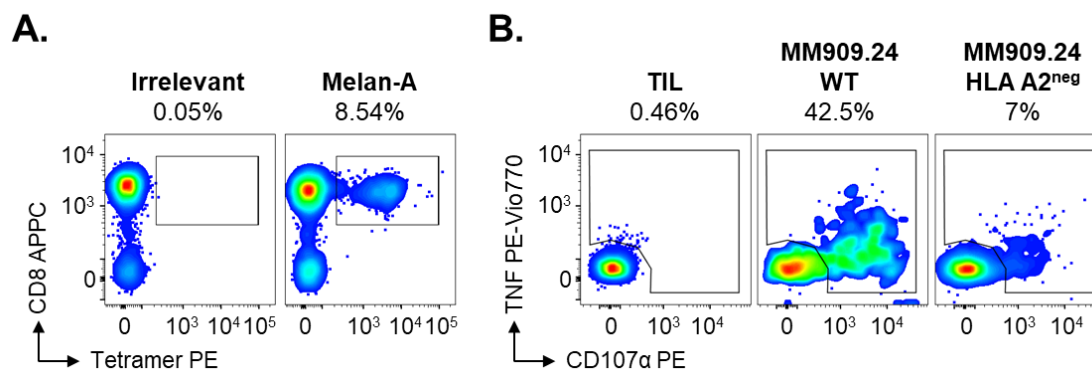 A.
Irrelevant Melan-A
0.05% 8.54%
10⁴
10³
0
CD8 APPC
0 10³ 10⁴ 10⁵ 0 10³ 10⁴ 10⁵
Tetramer PE
B.
MM909.24 MM909.24
TIL WT HLA A2ⁿᵉᵍ
0.46% 42.5% 7%
10⁴
10³
0
TNF PE-Vio770
0 10³ 10⁴ 0 10³ 10⁴ 0 10³ 10⁴
CD107α PE